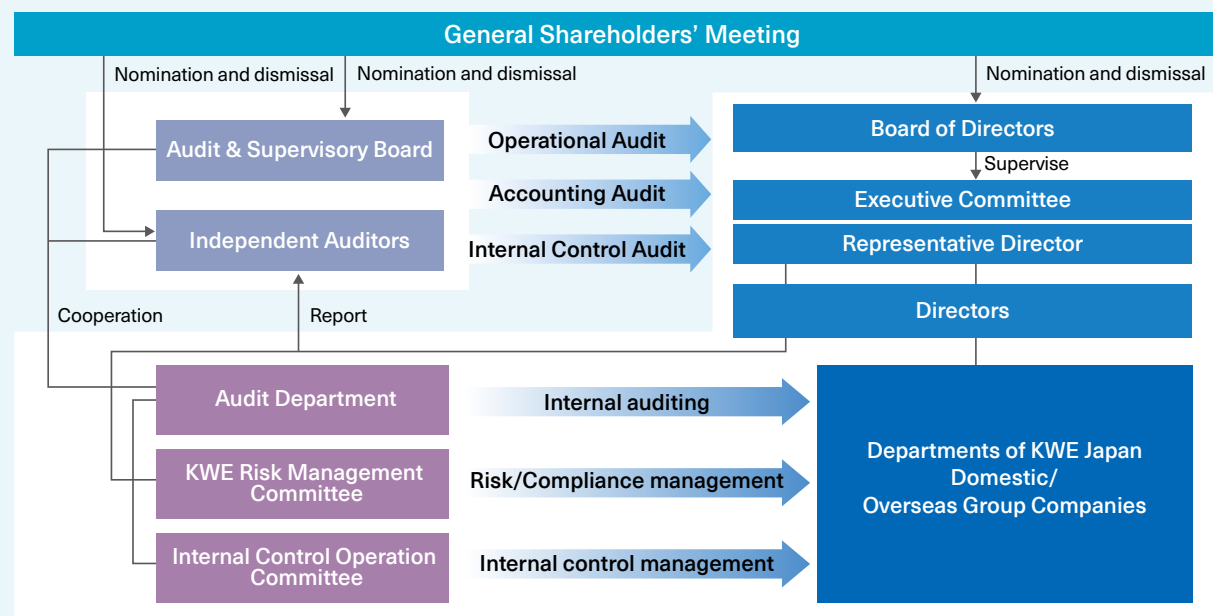 General Shareholders' Meeting
Nomination and dismissal
Nomination and dismissal
Nomination and dismissal
Audit & Supervisory Board
Operational Audit
Board of Directors
Supervise
Accounting Audit
Executive Committee
Independent Auditors
Internal Control Audit
Representative Director
Cooperation
Report
Directors
Audit Department
Internal auditing
KWE Risk Management
Committee
Risk/Compliance management
Departments of KWE Japan
Domestic/
Overseas Group Companies
Internal Control Operation
Committee
Internal control management